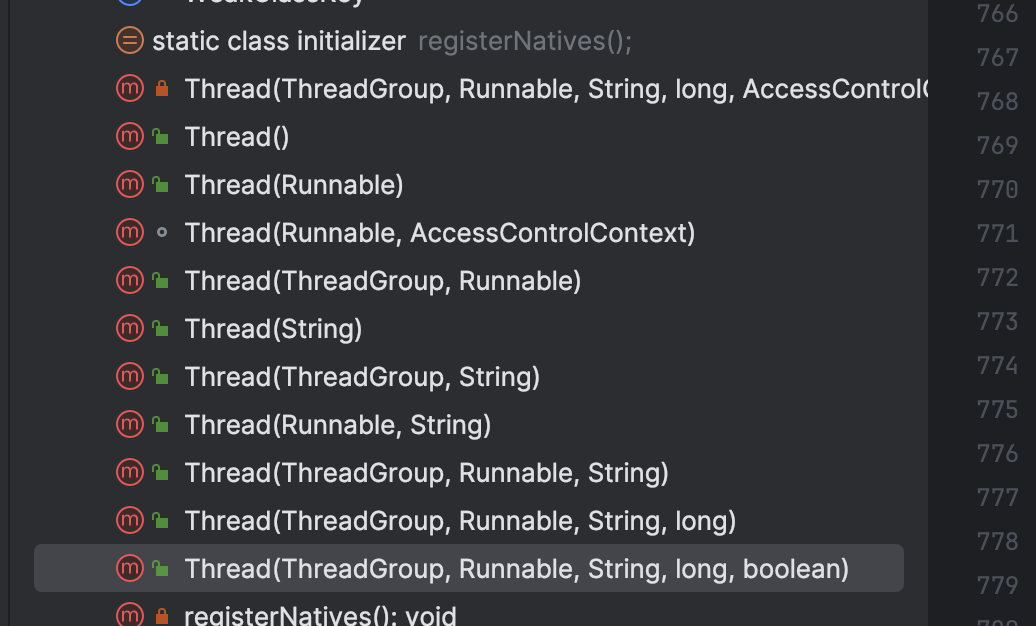 WeakClassKey
static class initializer registerNatives();
Thread(ThreadGroup, Runnable, String, long, AccessControlC
Thread()
Thread(Runnable)
Thread(Runnable, AccessControlContext)
Thread(ThreadGroup, Runnable)
Thread(String)
Thread(ThreadGroup, String)
Thread(Runnable, String)
Thread(ThreadGroup, Runnable, String)
Thread(ThreadGroup, Runnable, String, long)
Thread(ThreadGroup, Runnable, String, long, boolean)
registerNatives(): void
766
767
768
769
770
771
772
773
774
775
776
777
778
779